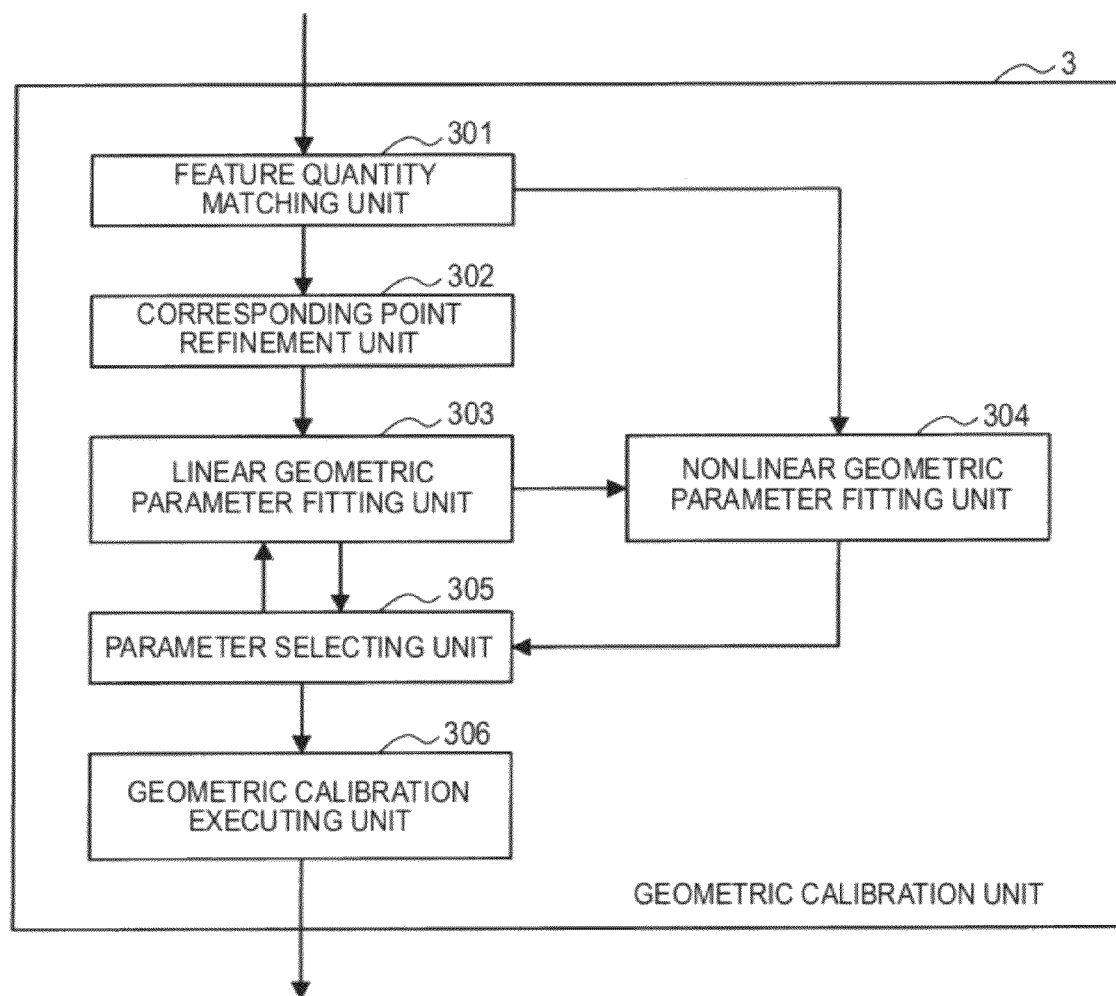 3
301
FEATURE QUANTITY
MATCHING UNIT
302
CORRESPONDING POINT
REFINEMENT UNIT
303
LINEAR GEOMETRIC
PARAMETER FITTING UNIT
304
NONLINEAR GEOMETRIC
PARAMETER FITTING UNIT
305
PARAMETER SELECTING UNIT
306
GEOMETRIC CALIBRATION
EXECUTING UNIT
GEOMETRIC CALIBRATION UNIT